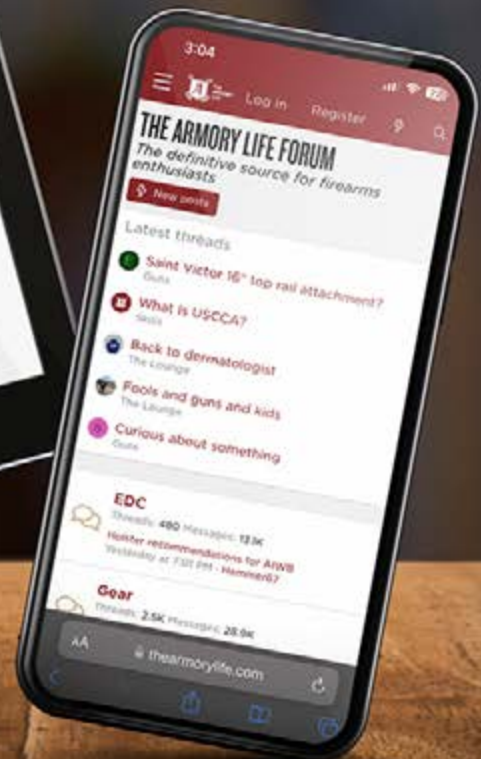 3:04
72
Log in Register
THE ARMORY LIFE FORUM
The definitive source for firearms
enthusiasts
New posts
Latest threads
Saint Victor 16" top rail attachment?
Guns
What is USCCA?
Skills
Back to dermatologist
The Lounge
Fools and guns and kids
The Lounge
Curious about something
Guns
EDC
Threads: 480 Messages: 13.1K
Holster recommendations for AIWB
Yesterday at 7:01 PM · Hammer67
Gear
Threads: 2.5K Messages: 28.9K
AA
thearmorylife.com